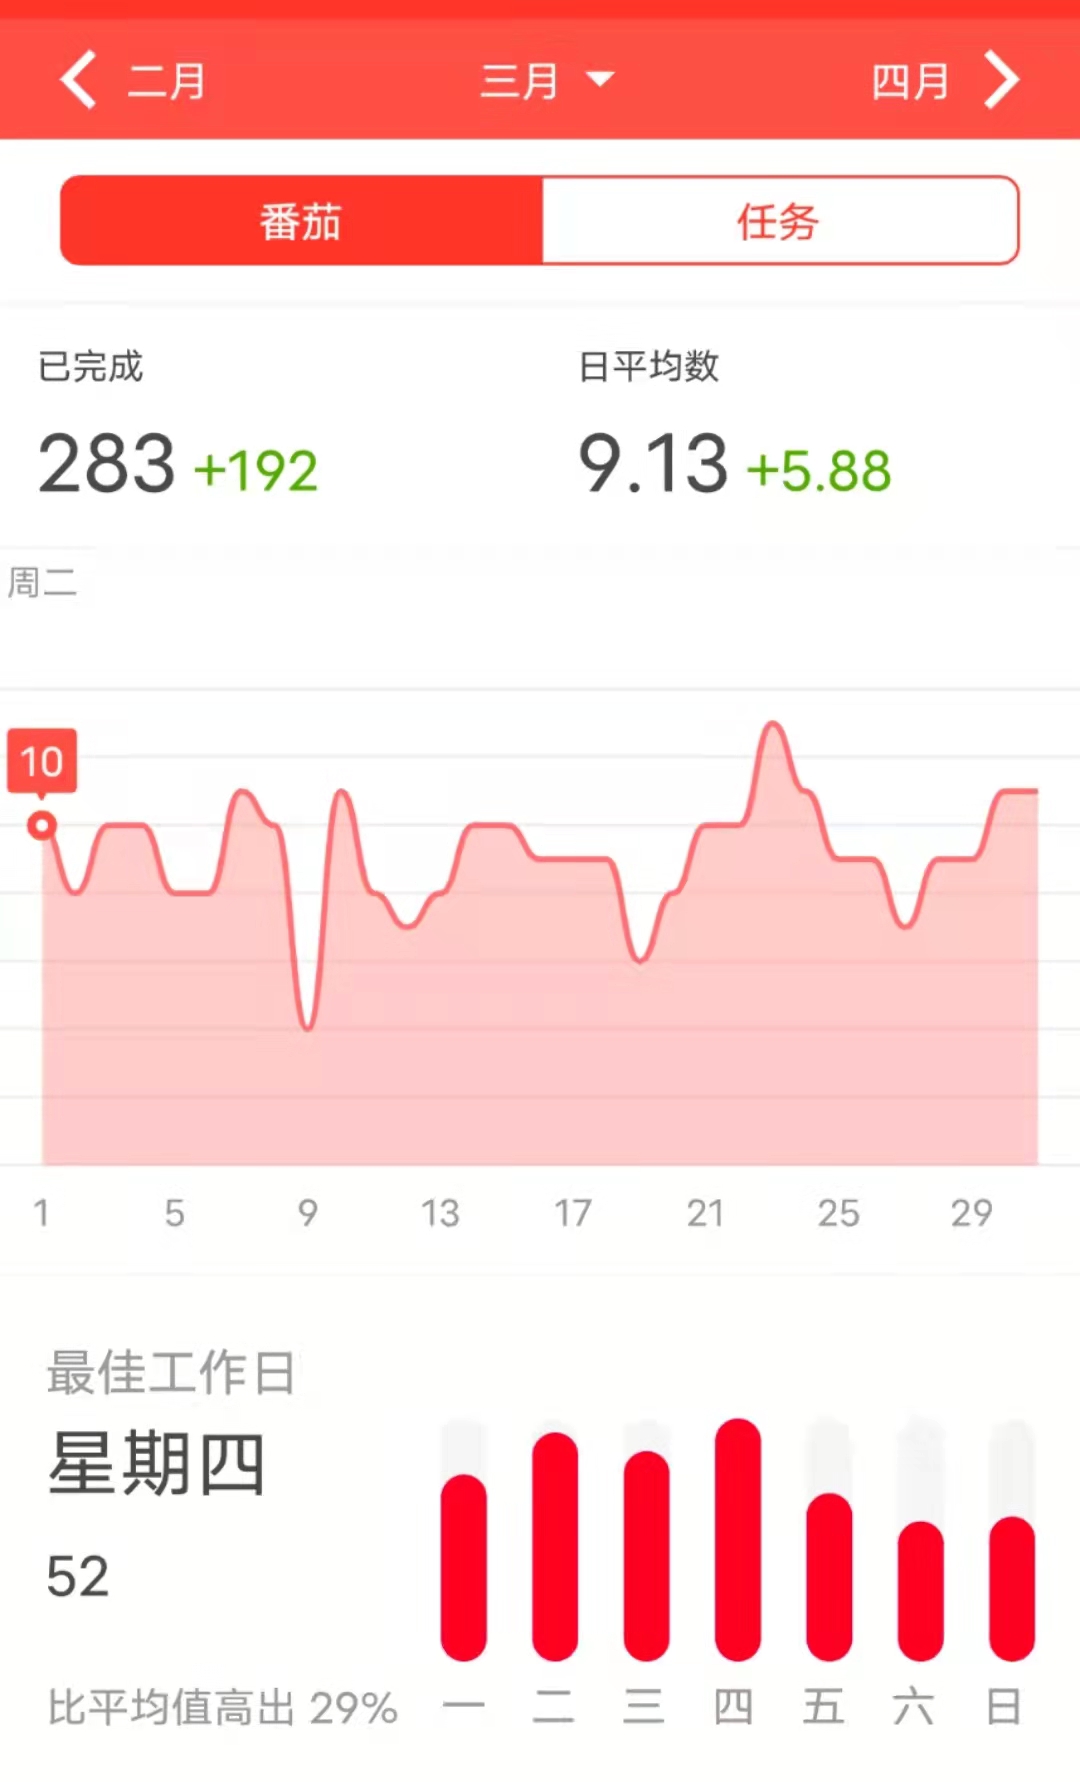 二月 三月 四月
番茄 任务
已完成 日平均数
283 +192 9.13 +5.88
周二
10
1 5 9 13 17 21 25 29
最佳工作日
星期四
52
比平均值高出 29% 一 二 三 四 五 六 日